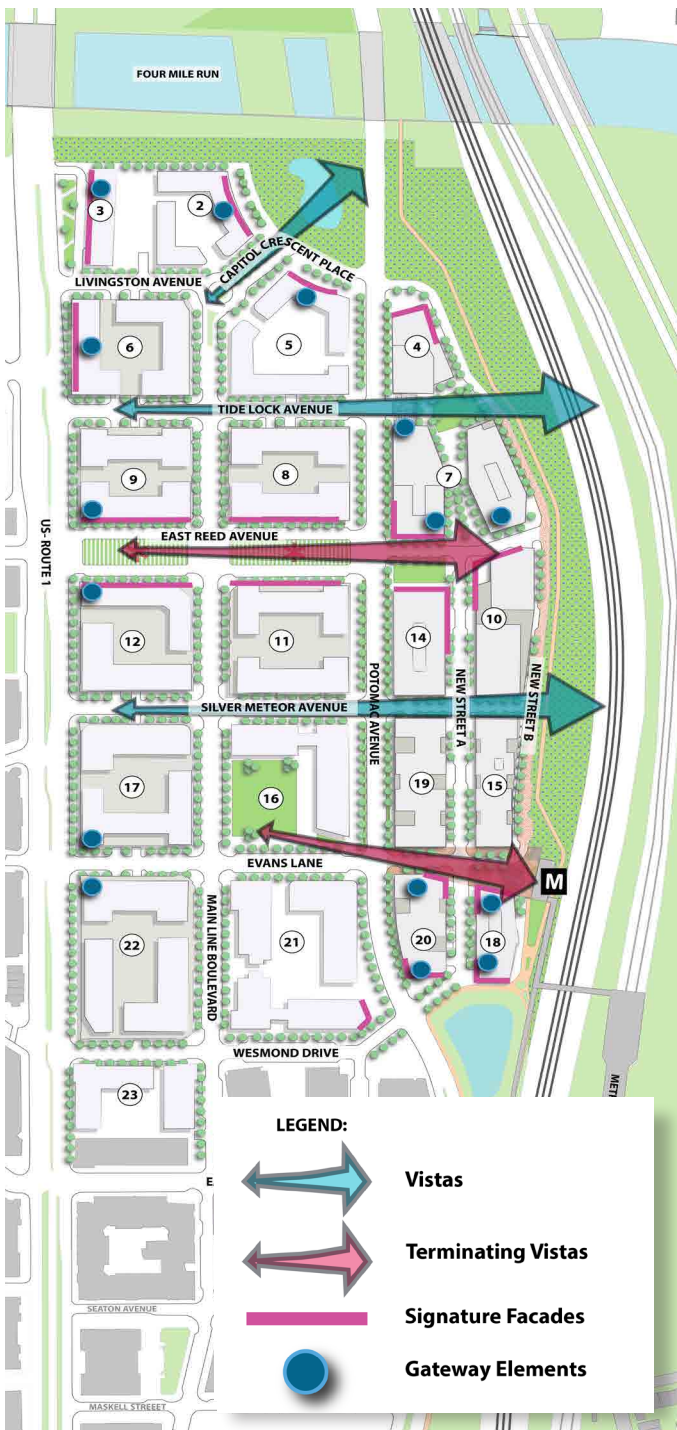 FOUR MILE RUN
3
2
CAPITOL CRESCENT PLACE
LIVINGSTON AVENUE
6
5
4
TIDE LOCK AVENUE
9
8
7
US- ROUTE 1
EAST REED AVENUE
12
11
14
10
POTOMAC AVENUE
NEW STREET A
NEW STREET B
SILVER METEOR AVENUE
17
16
19
15
EVANS LANE
M
MAIN LINE BOULEVARD
22
21
20
18
WESMOND DRIVE
METR
23
E
SEATON AVENUE
MASKELL STREEET
LEGEND:
Vistas
Terminating Vistas
Signature Facades
Gateway Elements